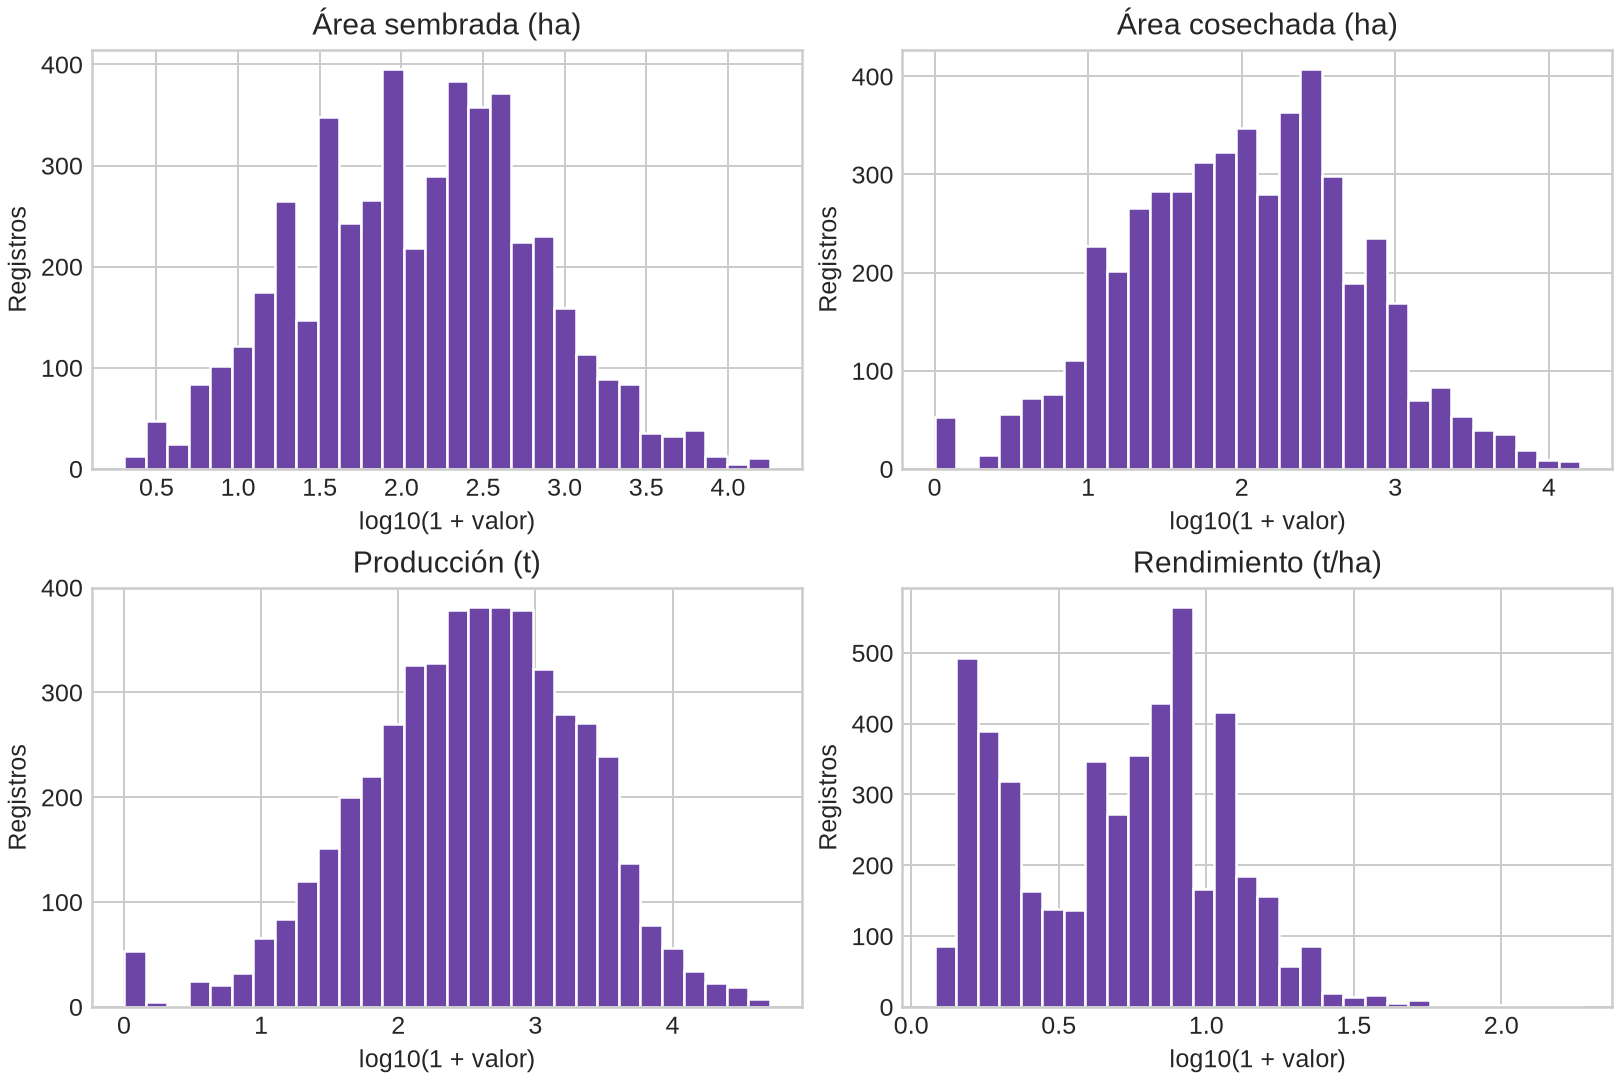 Área sembrada (ha)
400
300
200
100
0
Registros
0.5 1.0 1.5 2.0 2.5 3.0 3.5 4.0
log10(1 + valor)
Área cosechada (ha)
400
300
200
100
0
Registros
0 1 2 3 4
log10(1 + valor)
Producción (t)
400
300
200
100
0
Registros
0 1 2 3 4
log10(1 + valor)
Rendimiento (t/ha)
500
400
300
200
100
0
Registros
0.0 0.5 1.0 1.5 2.0
log10(1 + valor)